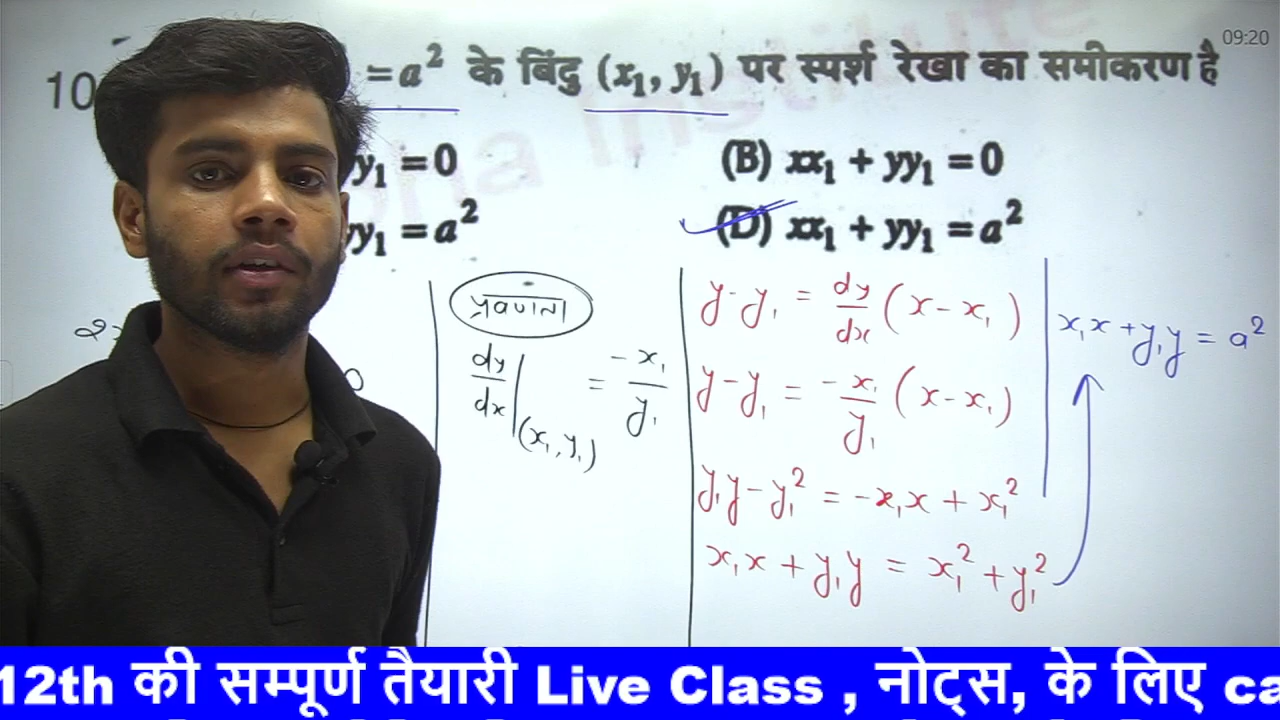 09:20
10 = a² के बिंदु (x₁, y₁) पर स्पर्श रेखा का समीकरण है
y₁ = 0
(B) xx₁ + yy₁ = 0
yy₁ = a²
(D) xx₁ + yy₁ = a²
प्रवणता
dy/dx |(x₁, y₁) = -x₁/y₁
y - y₁ = dy/dx (x - x₁)
y - y₁ = -x₁/y₁ (x - x₁)
y₁y - y₁² = -x₁x + x₁²
x₁x + y₁y = x₁² + y₁²
x₁x + y₁y = a²
12th की सम्पूर्ण तैयारी Live Class , नोट्स, के लिए ca